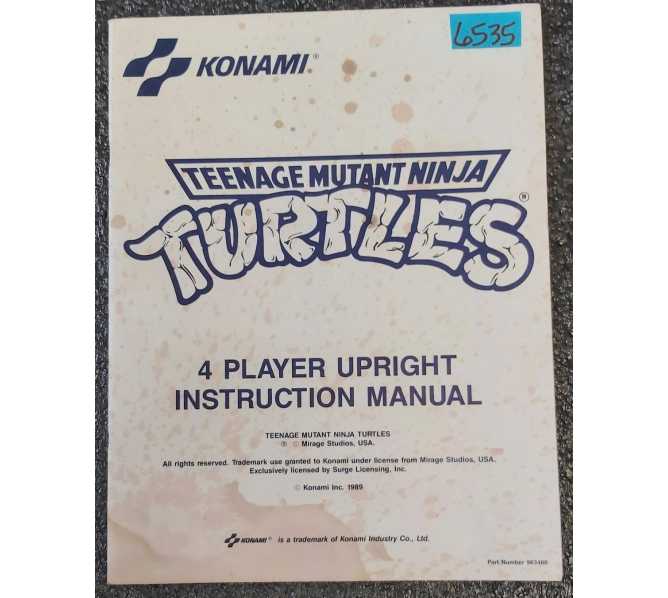 6535
KONAMI®
TEENAGE MUTANT NINJA
TURTLES®
4 PLAYER UPRIGHT
INSTRUCTION MANUAL
TEENAGE MUTANT NINJA TURTLES
® © Mirage Studios, USA.
All rights reserved. Trademark use granted to Konami under license from Mirage Studios, USA.
Exclusively licensed by Surge Licensing, Inc.
© Konami Inc. 1989
KONAMI® is a trademark of Konami Industry Co., Ltd.
Part Number